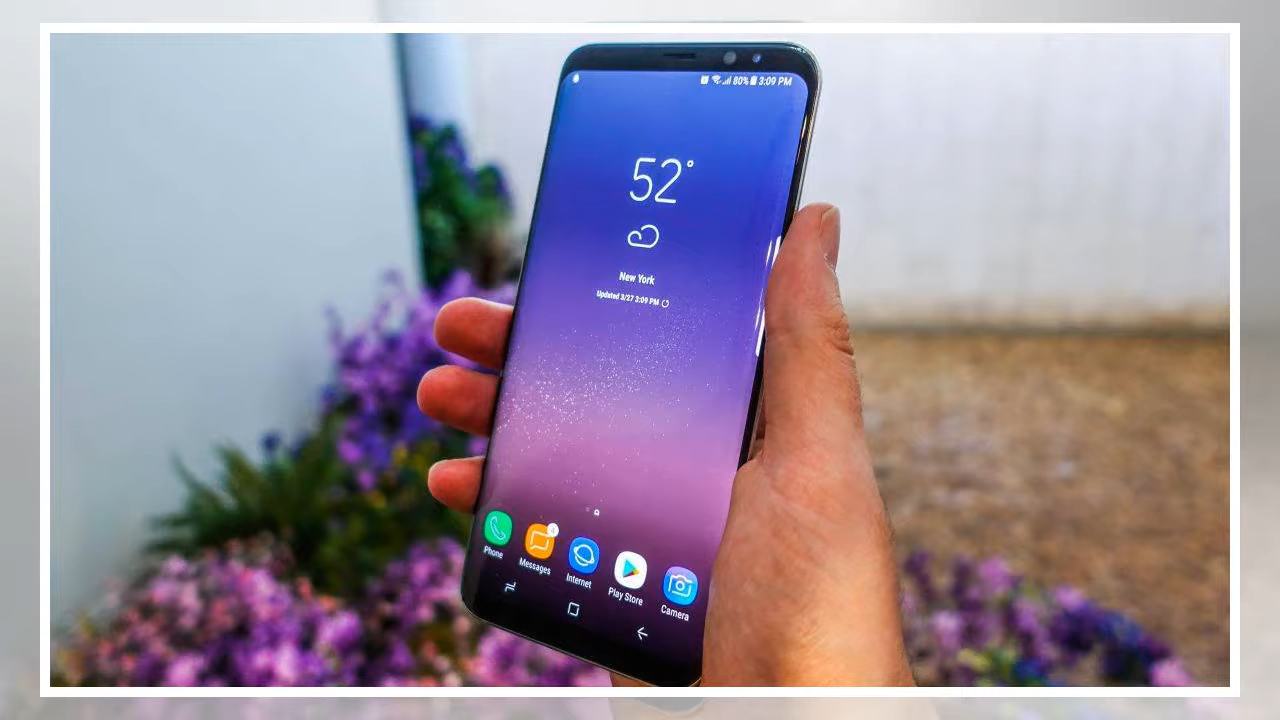 80% 3:09 PM
52°
New York
Updated 3/27 3:09 PM
4
Phone
Messages
Internet
Play Store
Camera